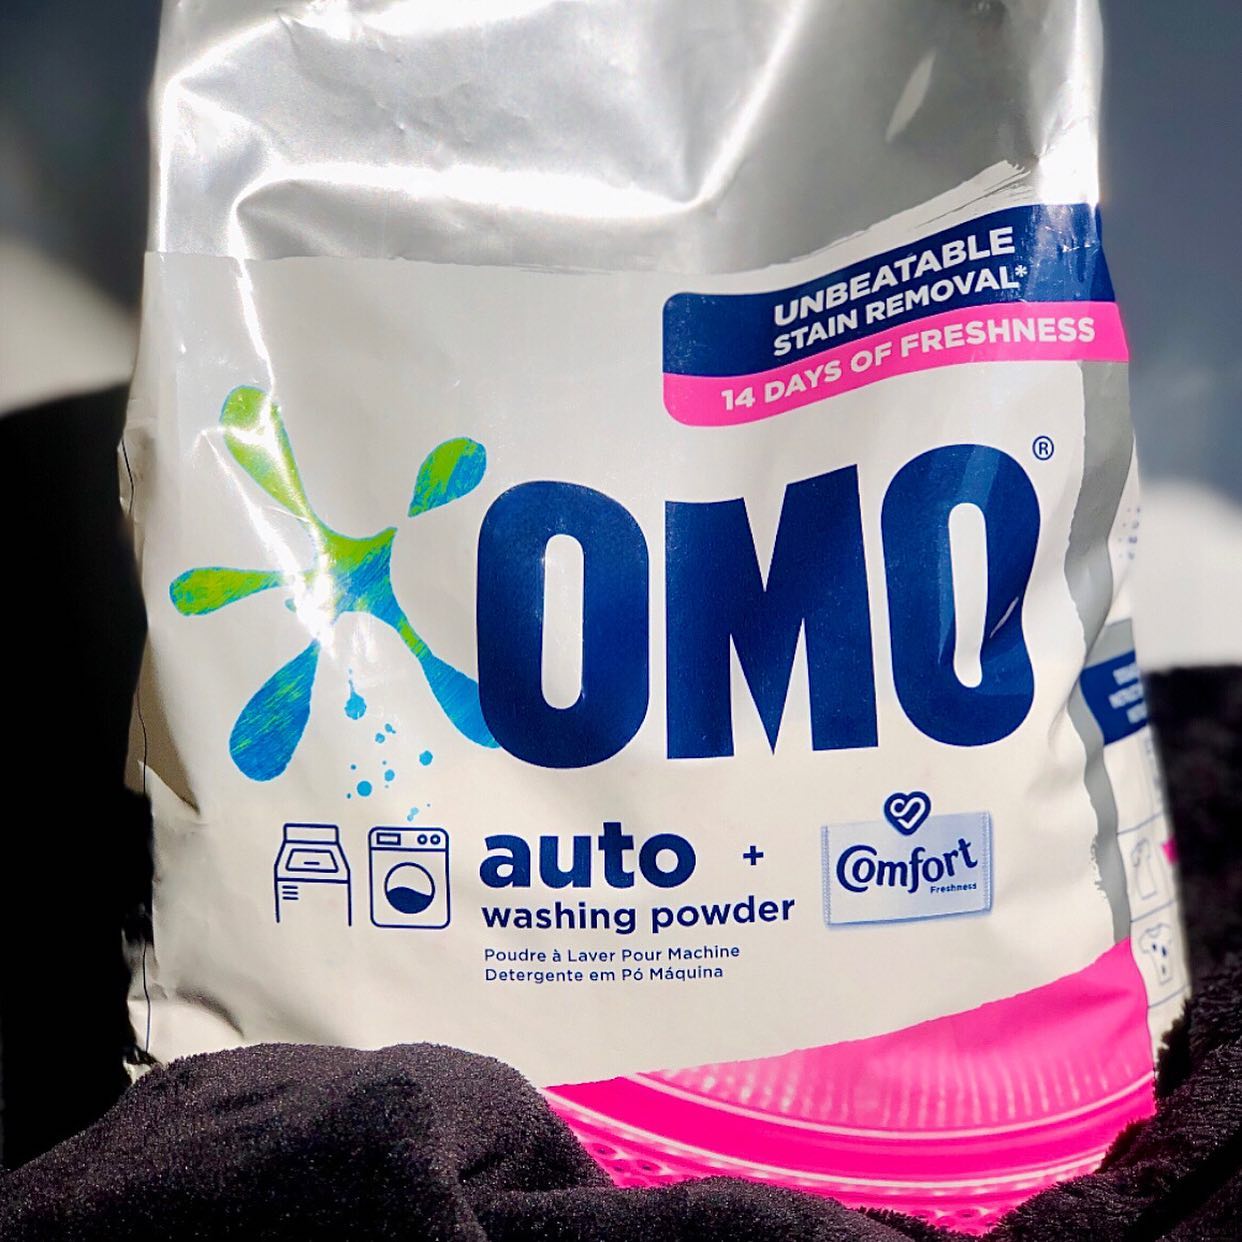 UNBEATABLE
STAIN REMOVAL*
14 DAYS OF FRESHNESS
OMO®
auto + Comfort
Freshness
washing powder
Poudre à Laver Pour Machine
Detergente em Pó Máquina